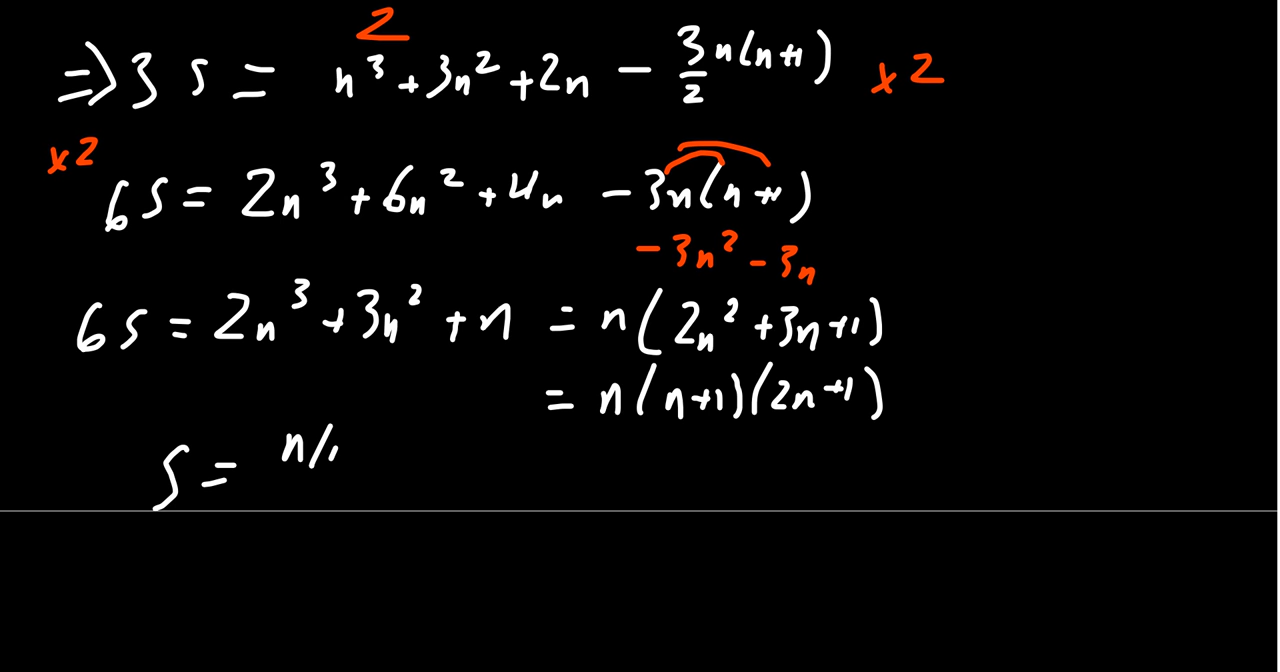 2
⇒ 3 S = n³ + 3n² + 2n − 3/2 n(n+1) × 2
× 2
6S = 2n³ + 6n² + 4n − 3n(n+1)
− 3n² − 3n
6S = 2n³ + 3n² + n = n(2n² + 3n + 1)
= n(n+1)(2n+1)
S = n(